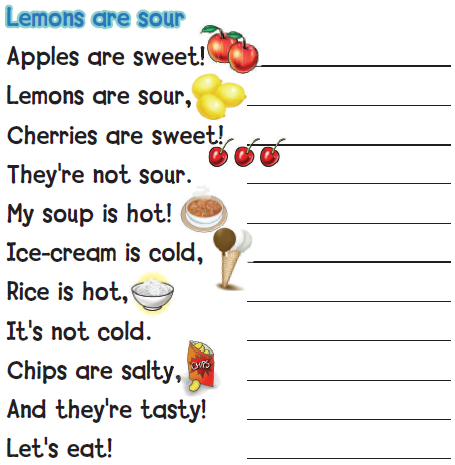 Lemons are sour
Apples are sweet!
Lemons are sour,
Cherries are sweet!
They're not sour.
My soup is hot!
Ice-cream is cold,
Rice is hot,
It's not cold.
Chips are salty,
CHIPS
And they're tasty!
Let's eat!